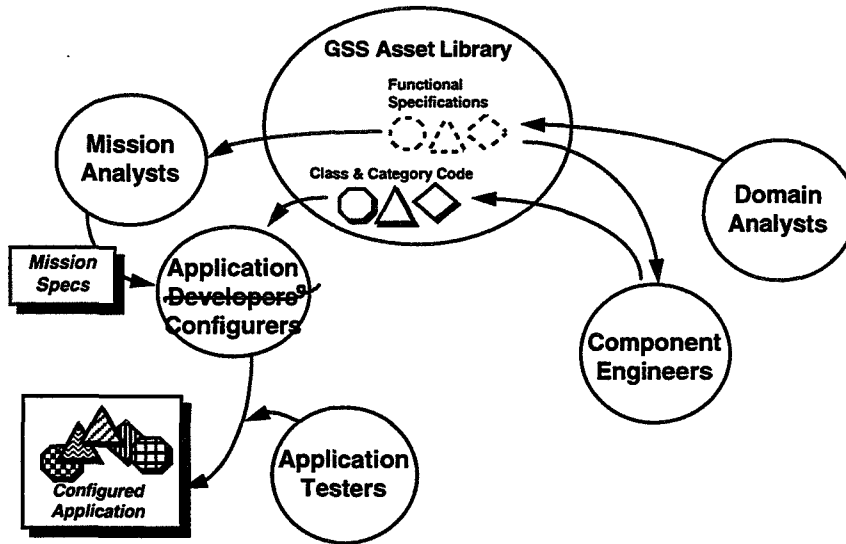 GSS Asset Library
Functional
Specifications
Mission
Analysts
Class & Category Code
Domain
Analysts
Mission
Specs
Application
Developers
Configurers
Component
Engineers
Configured
Application
Application
Testers